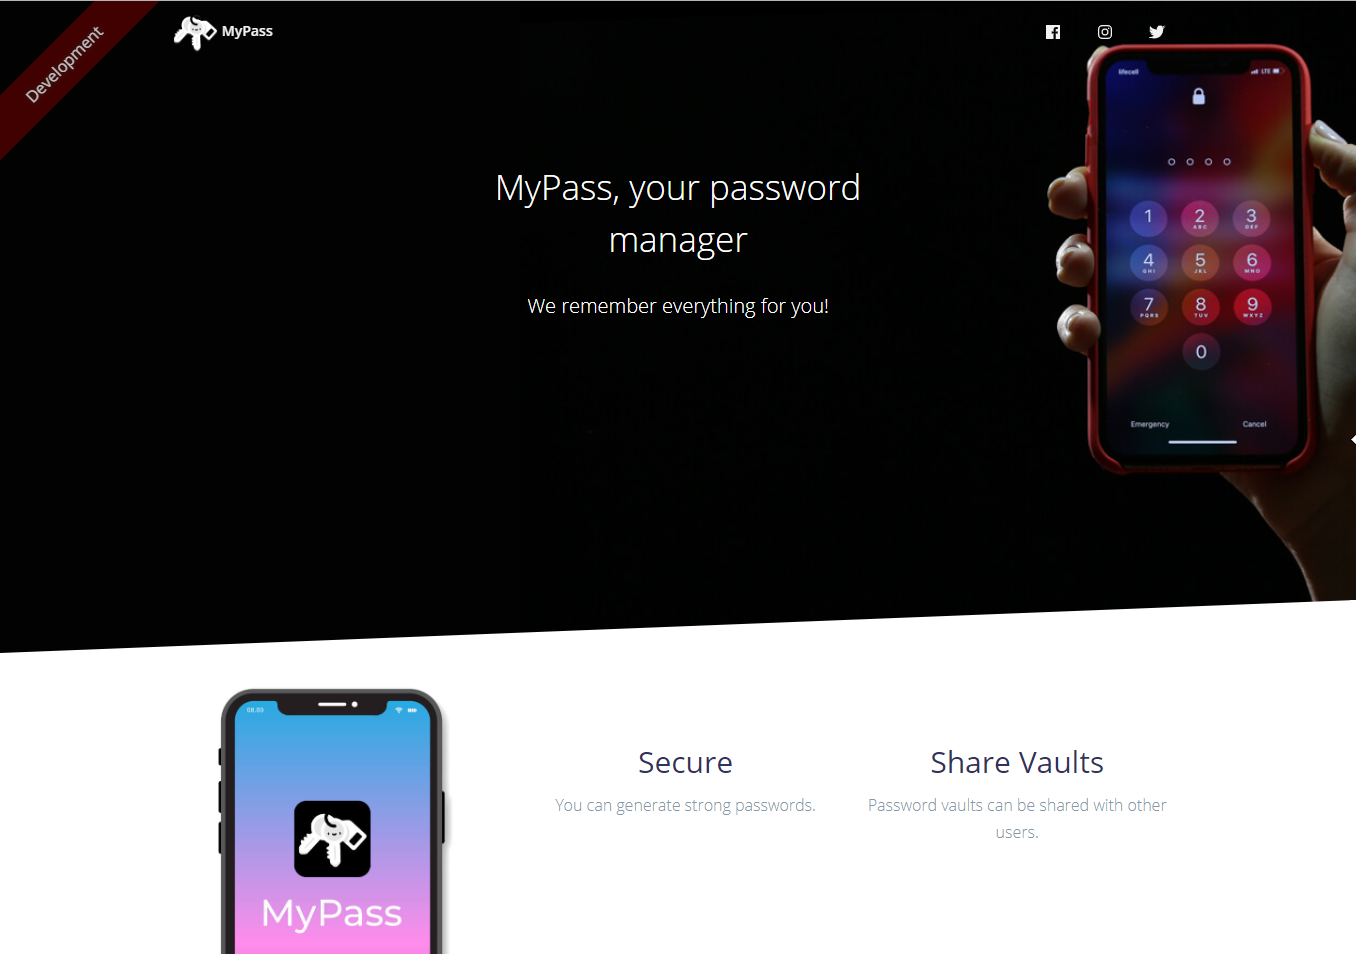 Development
MyPass
lifecell
LTE
MyPass, your password
manager
We remember everything for you!
1
2
ABC
3
DEF
4
GHI
5
JKL
6
MNO
7
PQRS
8
TUV
9
WXYZ
0
Emergency
Cancel
08.00
MyPass
Secure
You can generate strong passwords.
Share Vaults
Password vaults can be shared with other
users.